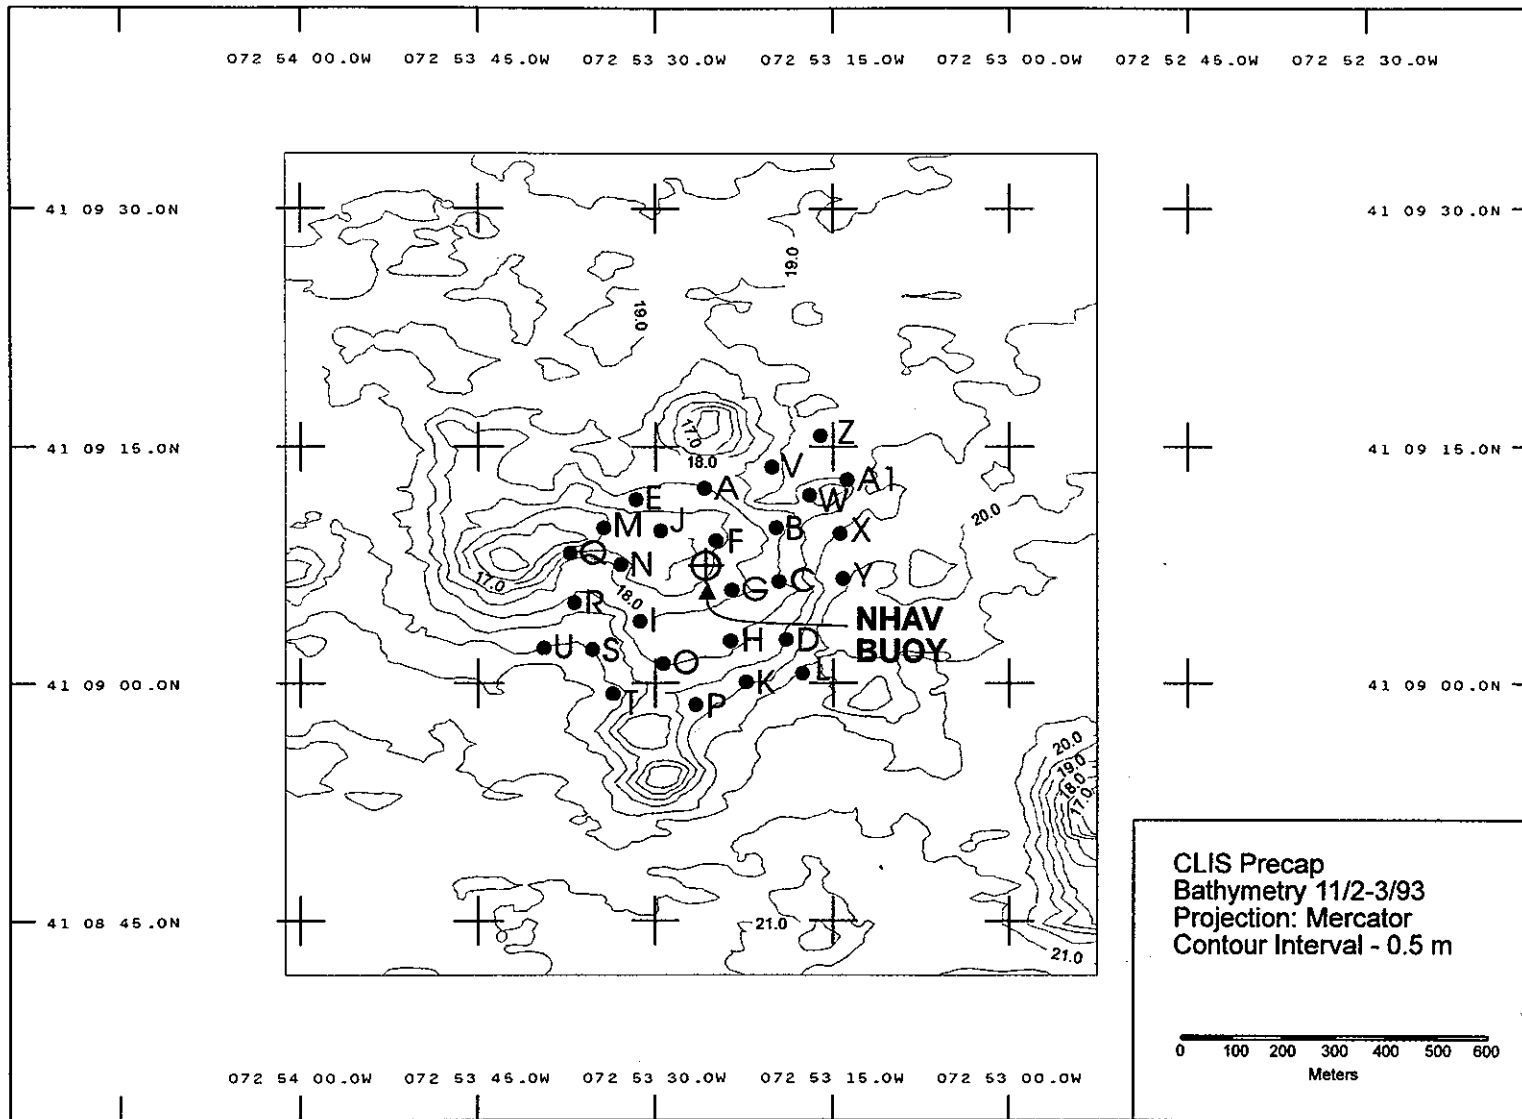 072 54 00.0W 072 53 45.0W 072 53 30.0W 072 53 15.0W 072 53 00.0W 072 52 45.0W 072 52 30.0W
41 09 30.0N
41 09 30.0N
19.0
19.0
17.0
18.0
41 09 15.0N
41 09 15.0N
Z
V
A1
A
W
E
20.0
M
J
B
X
F
Q
N
17.0
C
Y
G
18.0
R
I
NHAV
BUOY
H
D
U
S
O
L
K
41 09 00.0N
41 09 00.0N
T
P
20.0
19.0
18.0
17.0
41 08 45.0N
21.0
21.0
CLIS Precap
Bathymetry 11/2-3/93
Projection: Mercator
Contour Interval - 0.5 m
0 100 200 300 400 500 600
Meters
072 54 00.0W 072 53 45.0W 072 53 30.0W 072 53 15.0W 072 53 00.0W